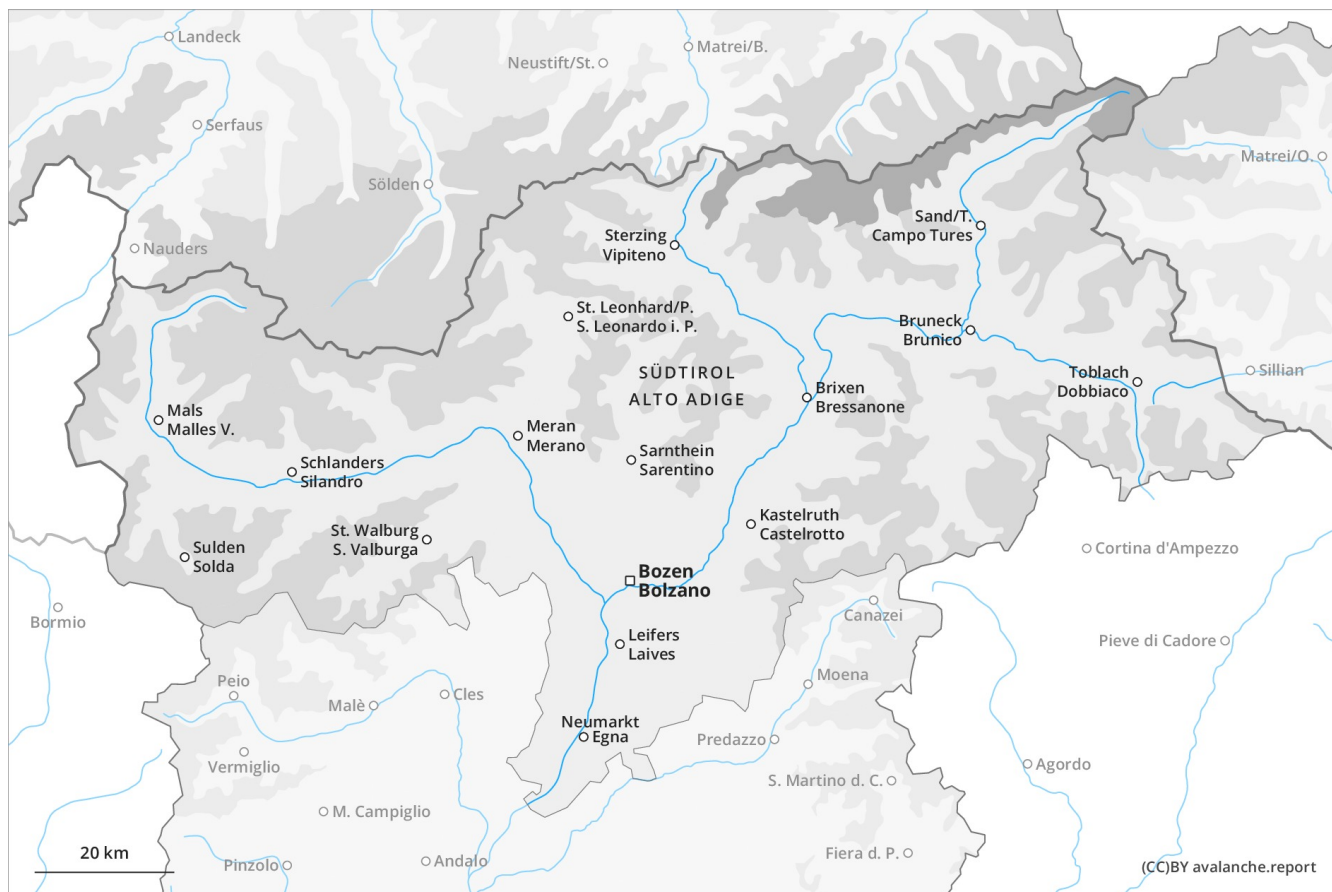 Landeck
Matrei/B.
Neustift/St.
Serfaus
Matrei/O.
Sölden
Sand/T.
Campo Tures
Nauders
Sterzing
Vipiteno
St. Leonhard/P.
S. Leonardo i. P.
Bruneck
Brunico
SÜDTIROL
ALTO ADIGE
Toblach
Dobbiaco
Sillian
Brixen
Bressanone
Mals
Malles V.
Meran
Merano
Sarnthein
Sarentino
Schlanders
Silandro
Kastelruth
Castelrotto
St. Walburg
S. Valburga
Sulden
Solda
Cortina d'Ampezzo
Bozen
Bolzano
Bormio
Canazei
Leifers
Laives
Pieve di Cadore
Peio
Moena
Malè
Cles
Neumarkt
Egna
Predazzo
Vermiglio
Agordo
S. Martino d. C.
M. Campiglio
20 km
Pinzolo
Andalo
Fiera d. P.
(CC)BY avalanche.report